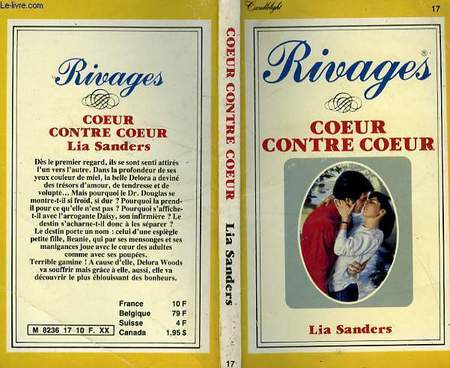 Le-livre.com
Rivages
COEUR
CONTRE COEUR
Lia Sanders
Dès le premier regard, ils se sont senti attirés
l'un vers l'autre. Dans la profondeur de ses
yeux couleur de miel, la belle Delora a deviné
des trésors d'amour, de tendresse et de
volupté... Mais pourquoi le Dr. Douglas se
montre-t-il si froid, si dur ? Pourquoi la prend-
il pour ce qu'elle n'est pas ? Pourquoi s'affiche-
t-il avec l'arrogante Daisy, son infirmière ? Le
destin s'acharne-t-il donc à les séparer ?
Le destin porte un nom : celui d'une espiègle
petite fille, Beanie, qui par ses mensonges et ses
manigances joue avec le cœur des adultes
comme avec ses poupées.
Terrible gamine ! A cause d'elle, Delora Woods
va souffrir mais grâce à elle, aussi, elle va
découvrir le plus éblouissant des bonheurs.
France 10 F
Belgique 79 F
Suisse 4 F
Canada 1,95 $
M 8236 17 10 F. XX
COEUR CONTRE COEUR
Lia Sanders
17
Candlelight
17
Rivages®
COEUR
CONTRE COEUR
Lia Sanders